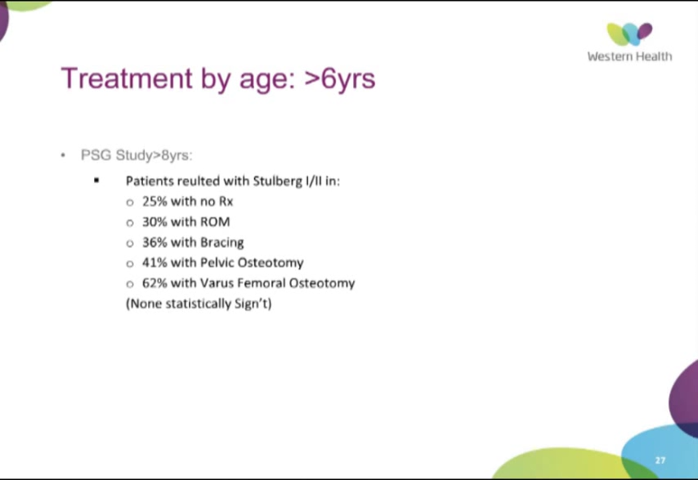 Western Health
Treatment by age: >6yrs
• PSG Study>8yrs:
▪ Patients reulted with Stulberg I/II in:
o 25% with no Rx
o 30% with ROM
o 36% with Bracing
o 41% with Pelvic Osteotomy
o 62% with Varus Femoral Osteotomy
(None statistically Sign't)
27